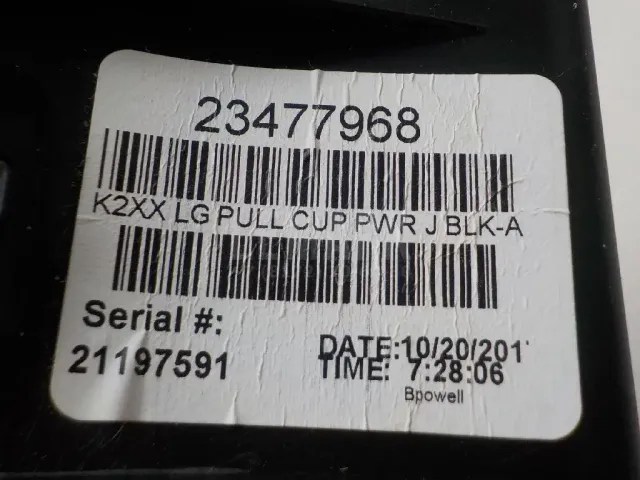 23477968
K2XX LG PULL CUP PWR J BLK-A
Serial #:
21197591
DATE:10/20/201
TIME: 7:28:06
Bpowell